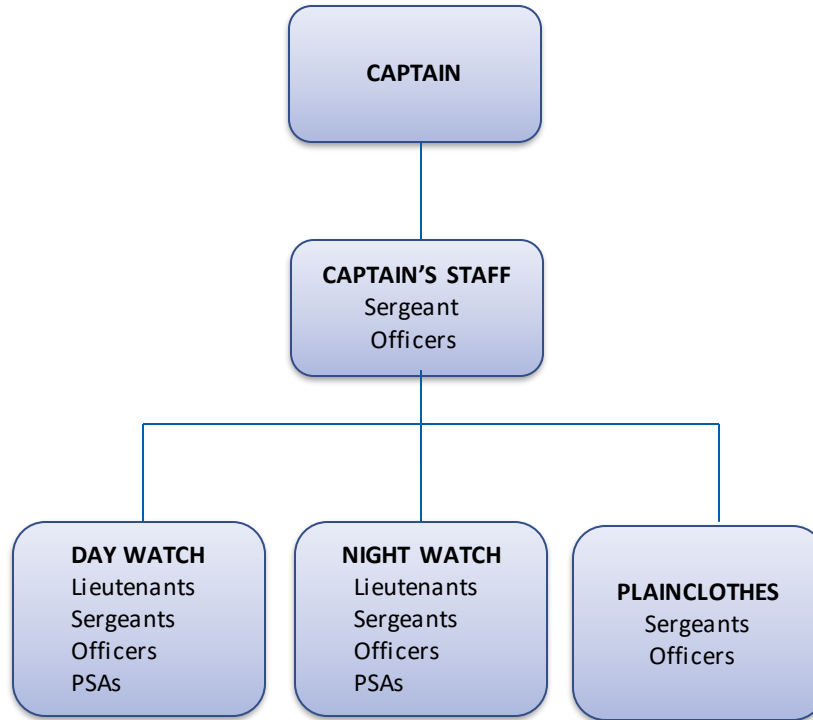 CAPTAIN
CAPTAIN’S STAFF
Sergeant
Officers
DAY WATCH
Lieutenants
Sergeants
Officers
PSAs
NIGHT WATCH
Lieutenants
Sergeants
Officers
PSAs
PLAINCLOTHES
Sergeants
Officers